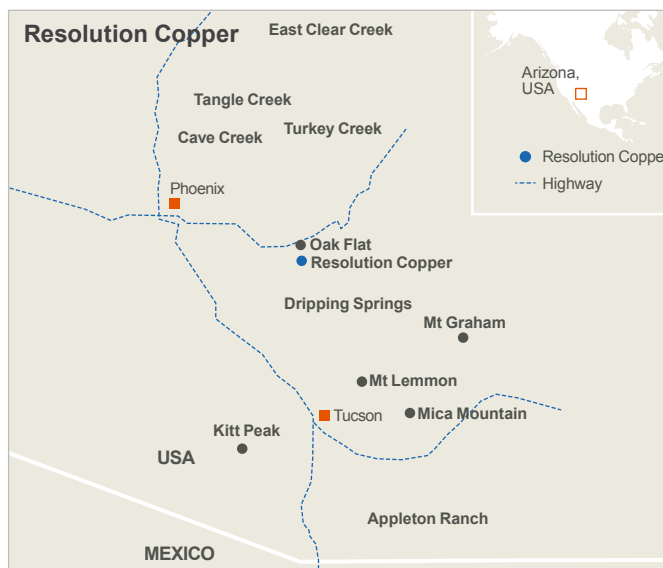 Resolution Copper
East Clear Creek
Arizona,
USA
Tangle Creek
Turkey Creek
Cave Creek
Resolution Copper
Highway
Phoenix
Oak Flat
Resolution Copper
Dripping Springs
Mt Graham
Mt Lemmon
Tucson
Mica Mountain
Kitt Peak
USA
Appleton Ranch
MEXICO